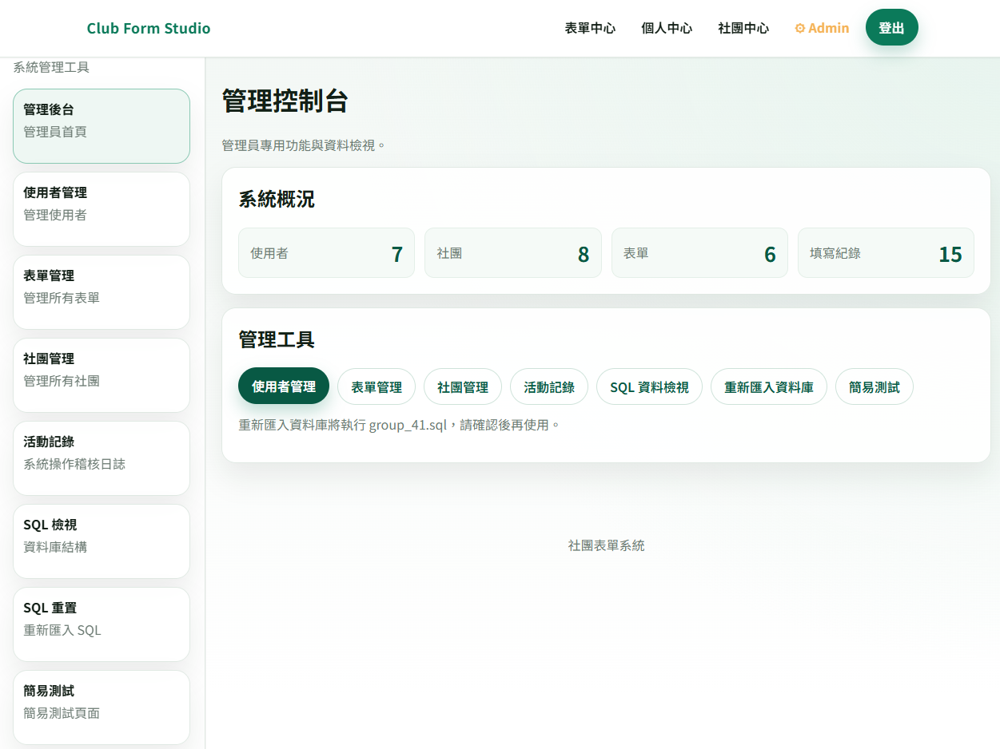 Club Form Studio
表單中心
個人中心
社團中心
⚙ Admin
登出
系統管理工具
管理後台
管理員首頁
使用者管理
管理使用者
表單管理
管理所有表單
社團管理
管理所有社團
活動記錄
系統操作稽核日誌
SQL 檢視
資料庫結構
SQL 重置
重新匯入 SQL
簡易測試
簡易測試頁面
管理控制台
管理員專用功能與資料檢視。
系統概況
使用者 7
社團 8
表單 6
填寫紀錄 15
管理工具
使用者管理
表單管理
社團管理
活動記錄
SQL 資料檢視
重新匯入資料庫
簡易測試
重新匯入資料庫將執行 group_41.sql，請確認後再使用。
社團表單系統